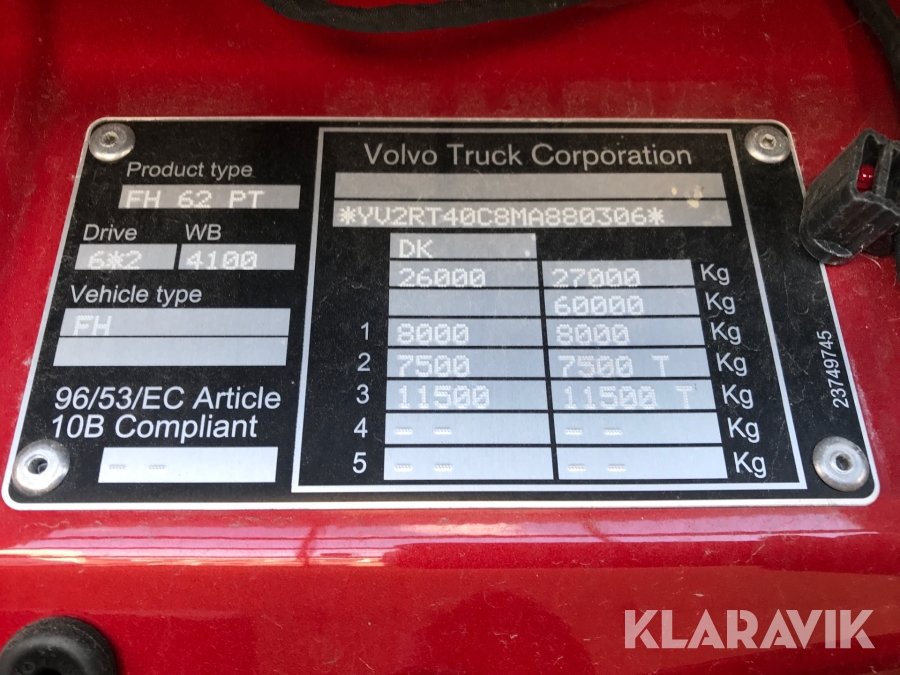 Product type
FH 62 PT
Drive WB
6*2 4100
Vehicle type
FH
96/53/EC Article
10B Compliant
-- --
Volvo Truck Corporation
*YV2RT40C8MA880306*
DK
26000 27000 Kg
60000 Kg
1 8000 8000 Kg
2 7500 7500 T Kg
3 11500 11500 T Kg
4 -- -- -- -- Kg
5 -- -- -- -- Kg
23749745
KLARAVIK